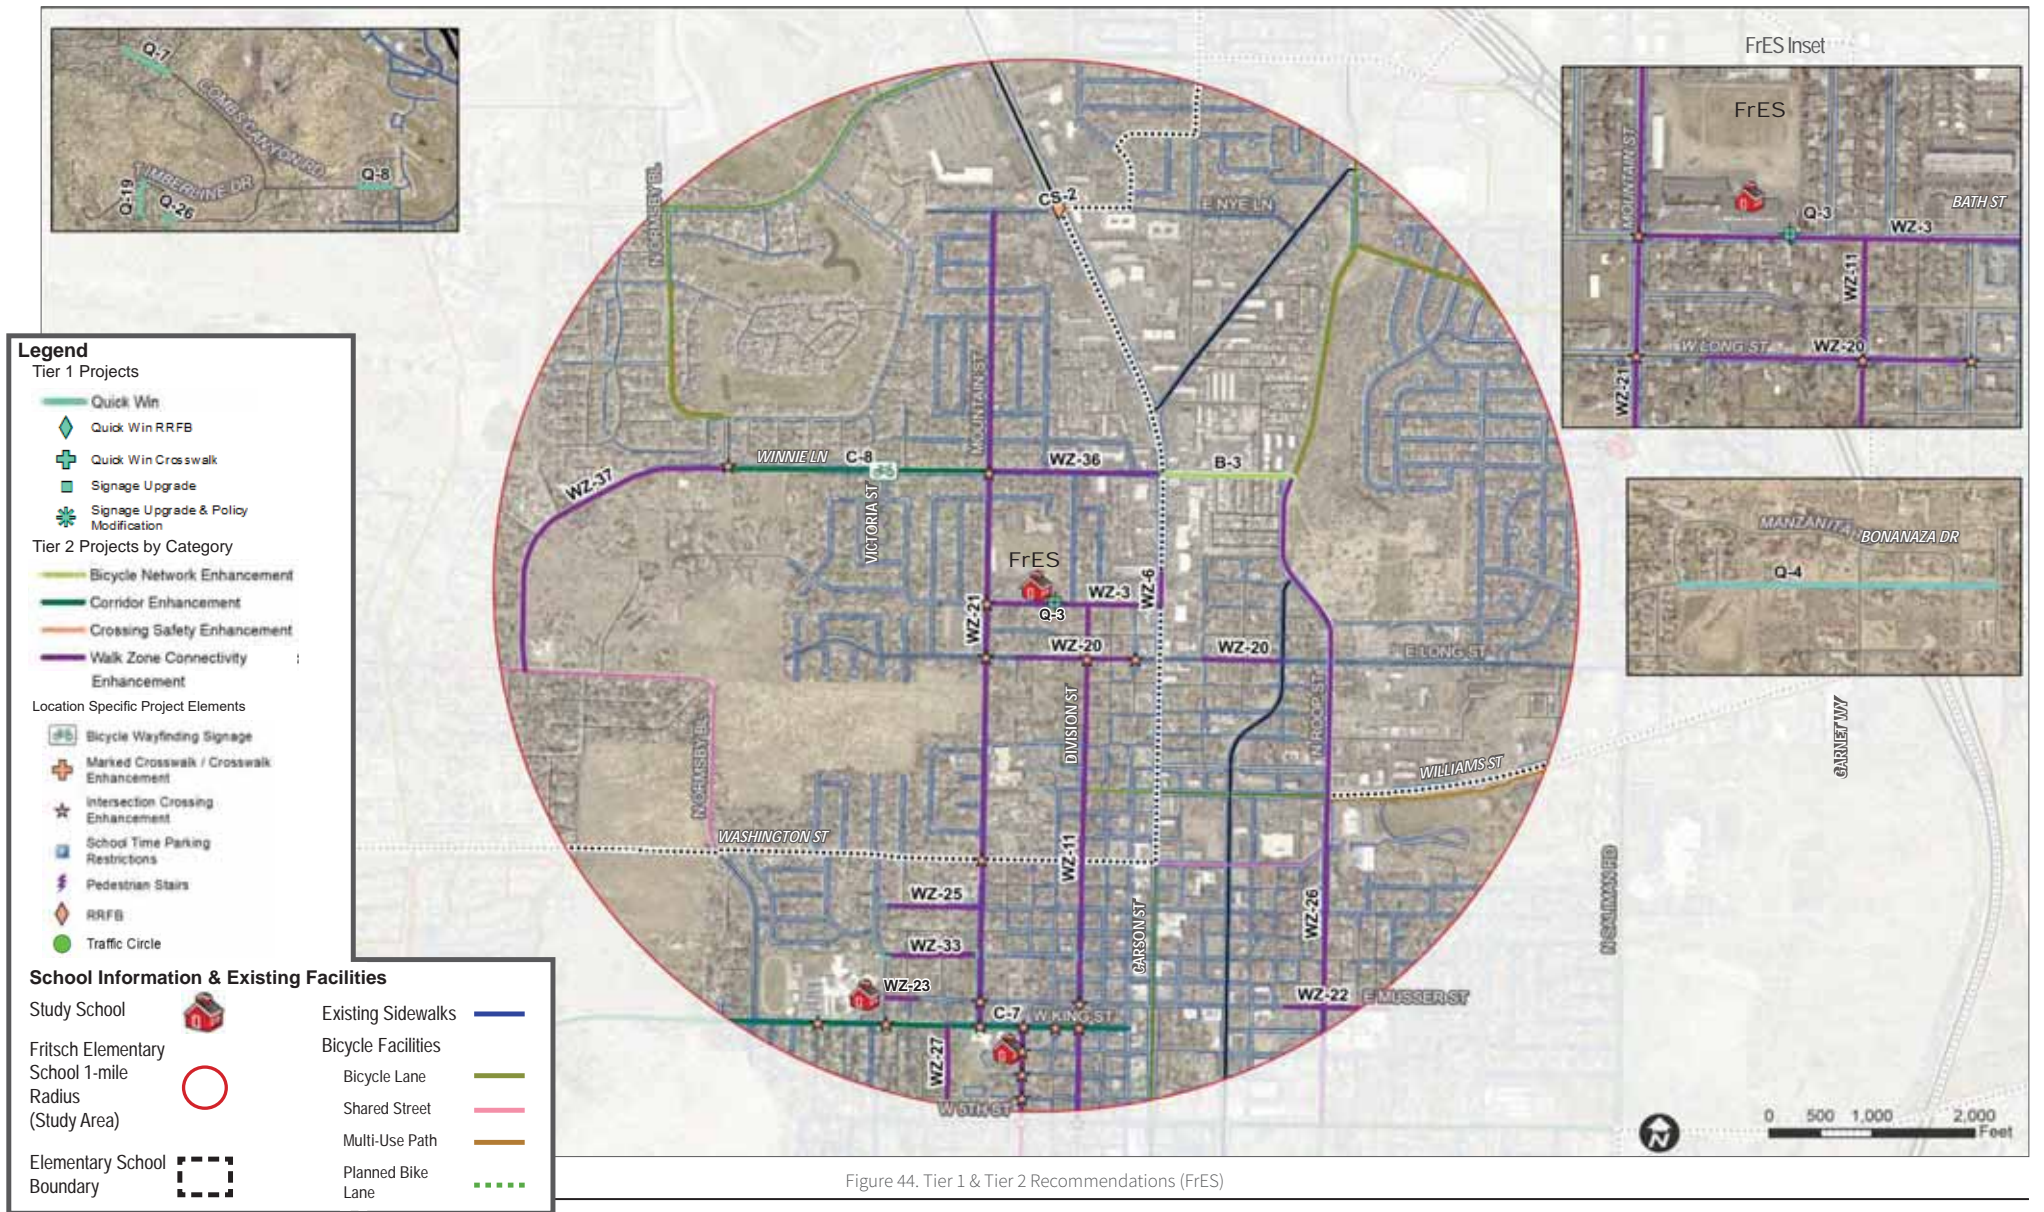 Q-7
COMBS CANYON RD
TIMBERLINE DR
Q-8
Q-19
Q-26
FrES Inset
FrES
MOUNTAIN ST
Q-3
WZ-3
BATH ST
WZ-11
W LONG ST
WZ-20
WZ-21
MANZANITA
BONANAZA DR
Q-4
GARNET WY
N SALIMAN RD
N ORMSBY BL
CS-2
E NYE LN
MOUNTAIN ST
WINNIE LN
C-8
WZ-36
B-3
WZ-37
VICTORIA ST
FrES
WZ-3
WZ-6
Q-3
WZ-21
WZ-20
WZ-20
E LONG ST
DIVISION ST
N ROOP ST
N ORMSBY BL
WILLIAMS ST
WASHINGTON ST
WZ-11
WZ-25
WZ-26
WZ-33
CARSON ST
WZ-23
WZ-22
E MUSSER ST
C-7
W KING ST
WZ-27
W 5TH ST
Legend
Tier 1 Projects
Quick Win
Quick Win RRFB
Quick Win Crosswalk
Signage Upgrade
Signage Upgrade & Policy
Modification
Tier 2 Projects by Category
Bicycle Network Enhancement
Corridor Enhancement
Crossing Safety Enhancement
Walk Zone Connectivity
Enhancement
Location Specific Project Elements
Bicycle Wayfinding Signage
Marked Crosswalk / Crosswalk
Enhancement
Intersection Crossing
Enhancement
School Time Parking
Restrictions
Pedestrian Stairs
RRFB
Traffic Circle
School Information & Existing Facilities
Study School
Fritsch Elementary
School 1-mile
Radius
(Study Area)
Elementary School
Boundary
Existing Sidewalks
Bicycle Facilities
Bicycle Lane
Shared Street
Multi-Use Path
Planned Bike
Lane
N
0 500 1,000 2,000
Feet
Figure 44. Tier 1 & Tier 2 Recommendations (FrES)